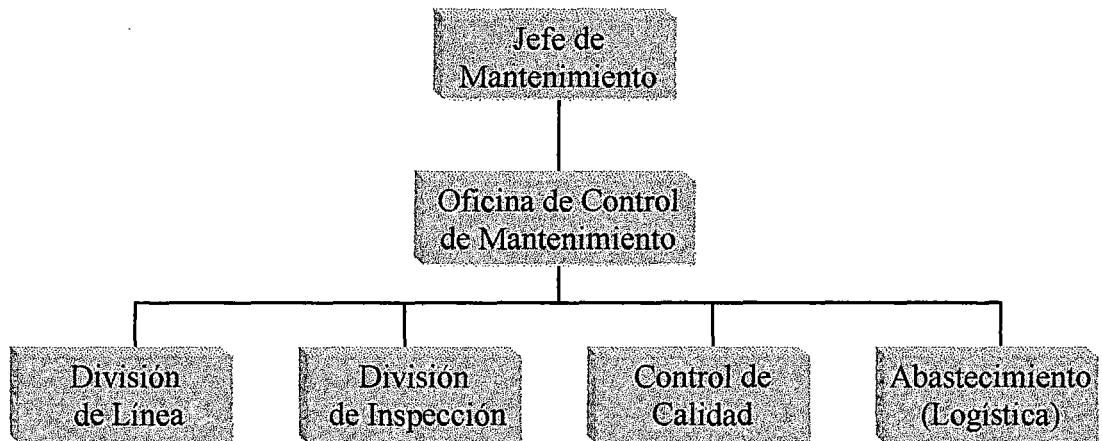 Jefe de
Mantenimiento
Oficina de Control
de Mantenimiento
División
de Línea
División
de Inspección
Control de
Calidad
Abastecimiento
(Logística)